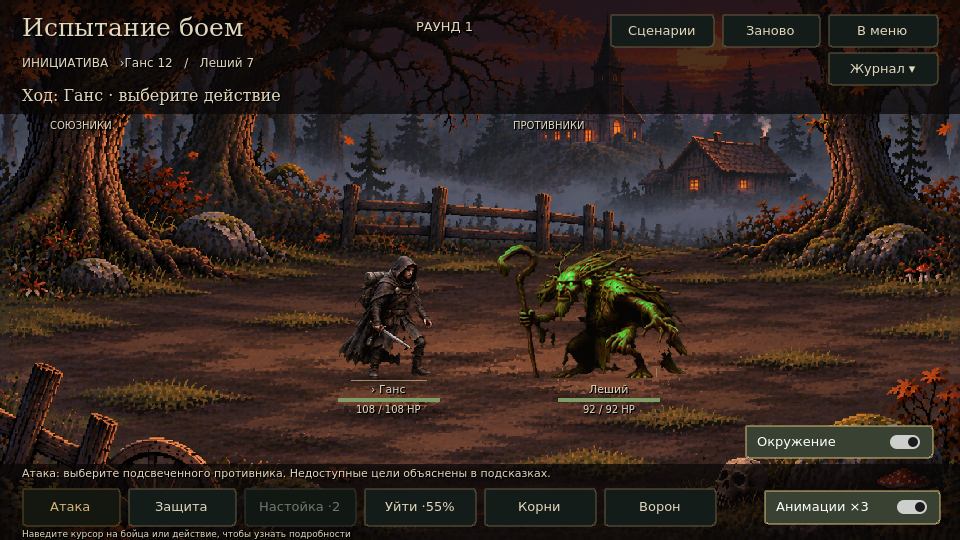 Испытание боем
РАУНД 1
Сценарии
Заново
В меню
ИНИЦИАТИВА ›Ганс 12 / Леший 7
Журнал ▾
Ход: Ганс · выберите действие
СОЮЗНИКИ
ПРОТИВНИКИ
› Ганс
108 / 108 HP
Леший
92 / 92 HP
Окружение
Атака: выберите подсвеченного противника. Недоступные цели объяснены в подсказках.
Атака
Защита
Настойка ·2
Уйти ·55%
Корни
Ворон
Анимации ×3
Наведите курсор на бойца или действие, чтобы узнать подробности